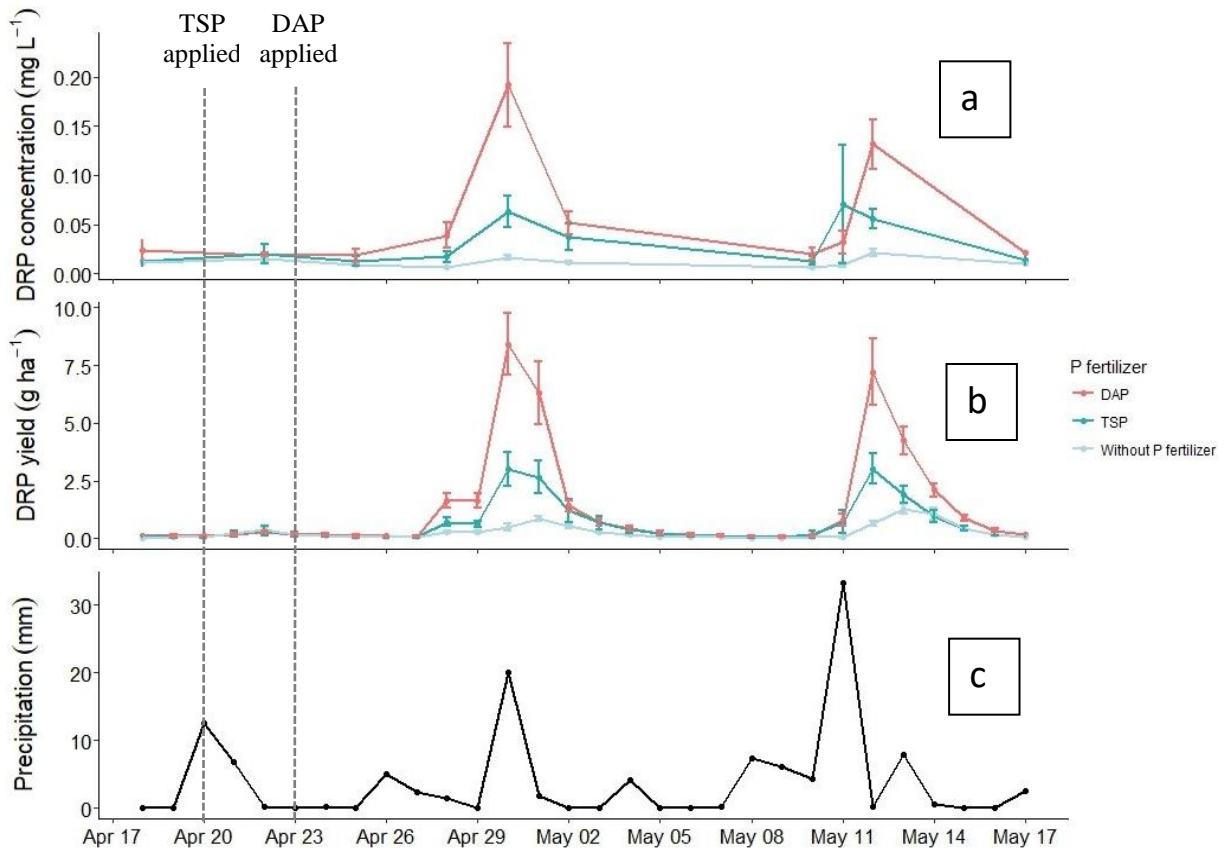 TSP DAP
applied applied
DRP concentration (mg L⁻¹)
0.20
0.15
0.10
0.05
0.00
a
DRP yield (g ha⁻¹)
10.0
7.5
5.0
2.5
0.0
b
P fertilizer
DAP
TSP
Without P fertilizer
Precipitation (mm)
30
20
10
0
c
Apr 17 Apr 20 Apr 23 Apr 26 Apr 29 May 02 May 05 May 08 May 11 May 14 May 17